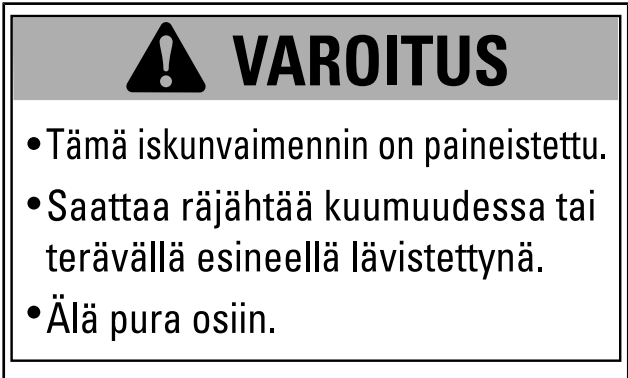 VAROITUS
•Tämä iskunvaimennin on paineistettu.
•Saattaa räjähtää kuumuudessa tai
terävällä esineellä lävistettynä.
•Älä pura osiin.